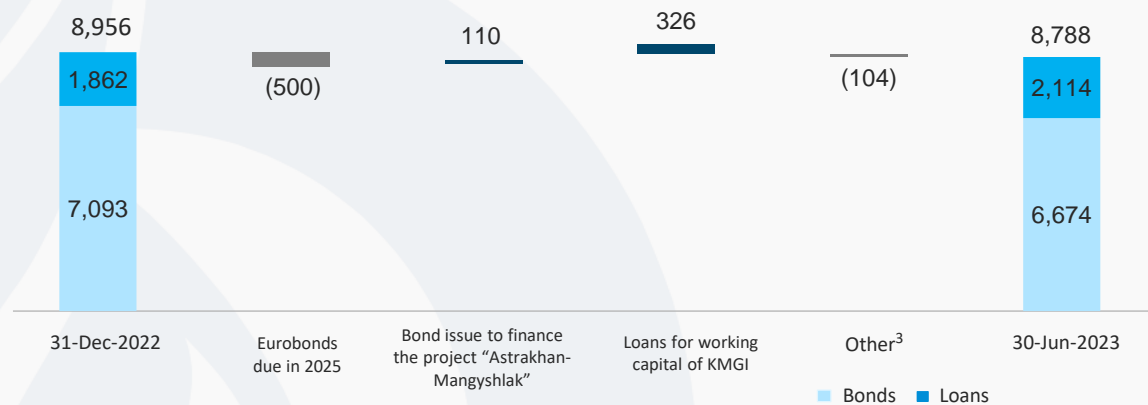 8,956
1,862
7,093
(500)
110
326
(104)
8,788
2,114
6,674
31-Dec-2022
Eurobonds
due in 2025
Bond issue to finance
the project “Astrakhan-
Mangyshlak”
Loans for working
capital of KMGI
Other³
30-Jun-2023
Bonds
Loans